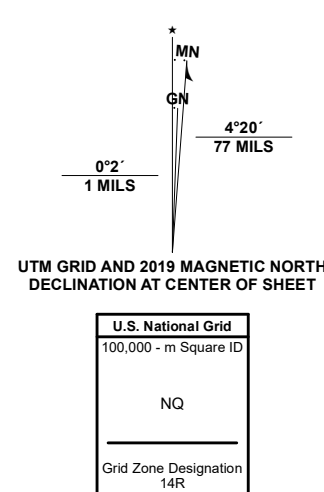 MN
GN
4°20´
77 MILS
0°2´
1 MILS
UTM GRID AND 2019 MAGNETIC NORTH
DECLINATION AT CENTER OF SHEET
U.S. National Grid
100,000 - m Square ID
NQ
Grid Zone Designation
14R